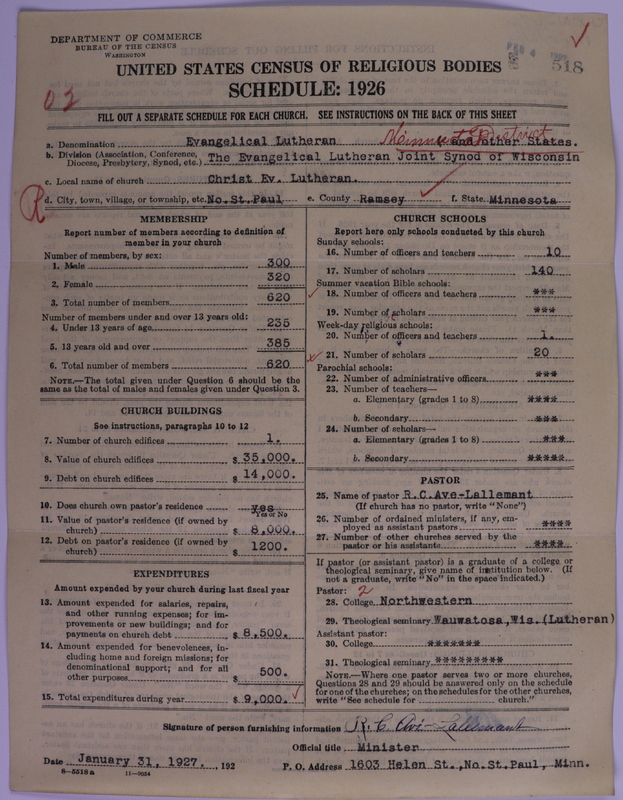 DEPARTMENT OF COMMERCE
BUREAU OF THE CENSUS
WASHINGTON
518
UNITED STATES CENSUS OF RELIGIOUS BODIES
SCHEDULE: 1926
02
FILL OUT A SEPARATE SCHEDULE FOR EACH CHURCH. SEE INSTRUCTIONS ON THE BACK OF THIS SHEET
Minnesota District
a. Denomination Evangelical Lutheran and other States.
b. Division (Association, Conference, Diocese, Presbytery, Synod, etc.) The Evangelical Lutheran Joint Synod of Wisconsin
c. Local name of church Christ Ev. Lutheran.
R
d. City, town, village, or township, etc. No.St.Paul e. County Ramsey f. State Minnesota
MEMBERSHIP
Report number of members according to definition of
member in your church
Number of members, by sex:
1. Male 300
2. Female 320
3. Total number of members 620
Number of members under and over 13 years old:
4. Under 13 years of age 235
5. 13 years old and over 385
6. Total number of members 620
NOTE.—The total given under Question 6 should be the
same as the total of males and females given under Question 3.
CHURCH BUILDINGS
See instructions, paragraphs 10 to 12
7. Number of church edifices 1.
8. Value of church edifices $ 35,000.
9. Debt on church edifices $ 14,000.
10. Does church own pastor's residence yes
Yes or No
11. Value of pastor's residence (if owned by
church) $ 8,000.
12. Debt on pastor's residence (if owned by
church) $ 1200.
EXPENDITURES
Amount expended by your church during last fiscal year
13. Amount expended for salaries, repairs,
and other running expenses; for im-
provements or new buildings; and for
payments on church debt $ 8,500.
14. Amount expended for benevolences, in-
cluding home and foreign missions; for
denominational support; and for all
other purposes $ 500.
15. Total expenditures during year $ 9,000.
CHURCH SCHOOLS
Report here only schools conducted by this church
Sunday schools:
16. Number of officers and teachers 10
17. Number of scholars 140
Summer vacation Bible schools:
18. Number of officers and teachers ***
19. Number of scholars ***
Week-day religious schools:
20. Number of officers and teachers 1.
21. Number of scholars 20
Parochial schools:
22. Number of administrative officers ***
23. Number of teachers—
a. Elementary (grades 1 to 8) ****
b. Secondary ***
24. Number of scholars—
a. Elementary (grades 1 to 8) ***
b. Secondary ****
PASTOR
25. Name of pastor R.C.Ave-Lallemant
(If church has no pastor, write "None")
26. Number of ordained ministers, if any, em-
ployed as assistant pastors ****
27. Number of other churches served by the
pastor or his assistants ****
If pastor (or assistant pastor) is a graduate of a college or
theological seminary, give name of institution below. (If
not a graduate, write "No" in the space indicated.)
Pastor: 2
28. College Northwestern
29. Theological seminary Wauwatosa,Wis.(Lutheran)
Assistant pastor:
30. College *******
31. Theological seminary *********
NOTE.—Where one pastor serves two or more churches,
Questions 28 and 29 should be answered only on the schedule
for one of the churches; on the schedules for the other churches,
write "See schedule for church."
Signature of person furnishing information R. C. Ave-Lallemant
Official title Minister
Date January 31, 1927. , 192 P. O. Address 1603 Helen St.,No.St.Paul, Minn.
8-5518a 11-9054